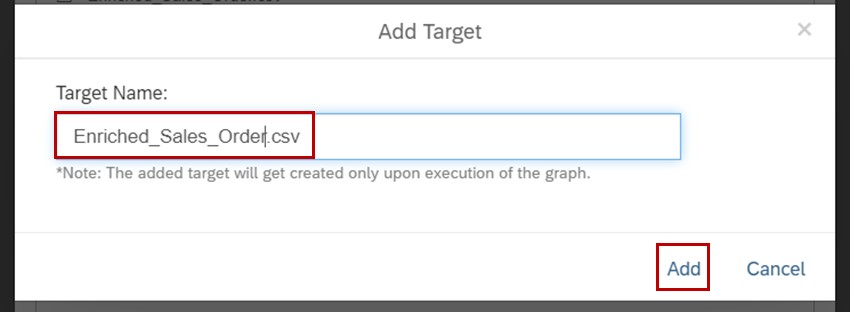 Add Target
×
Target Name:
Enriched_Sales_Order.csv
*Note: The added target will get created only upon execution of the graph.
Add Cancel